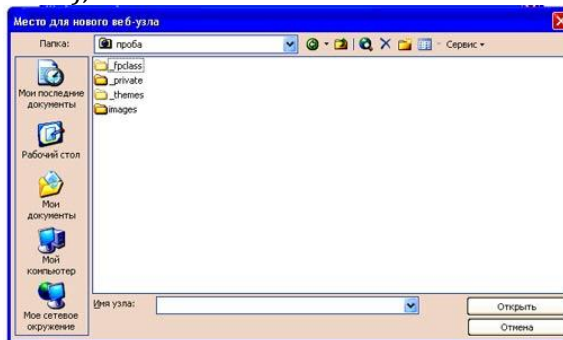 Место для нового веб-узла
Папка:
проба
Сервис
Мои последние
документы
Рабочий стол
Мои
документы
Мой
компьютер
Мое сетевое
окружение
_fpclass
_private
_themes
images
Имя узла:
Открыть
Отмена